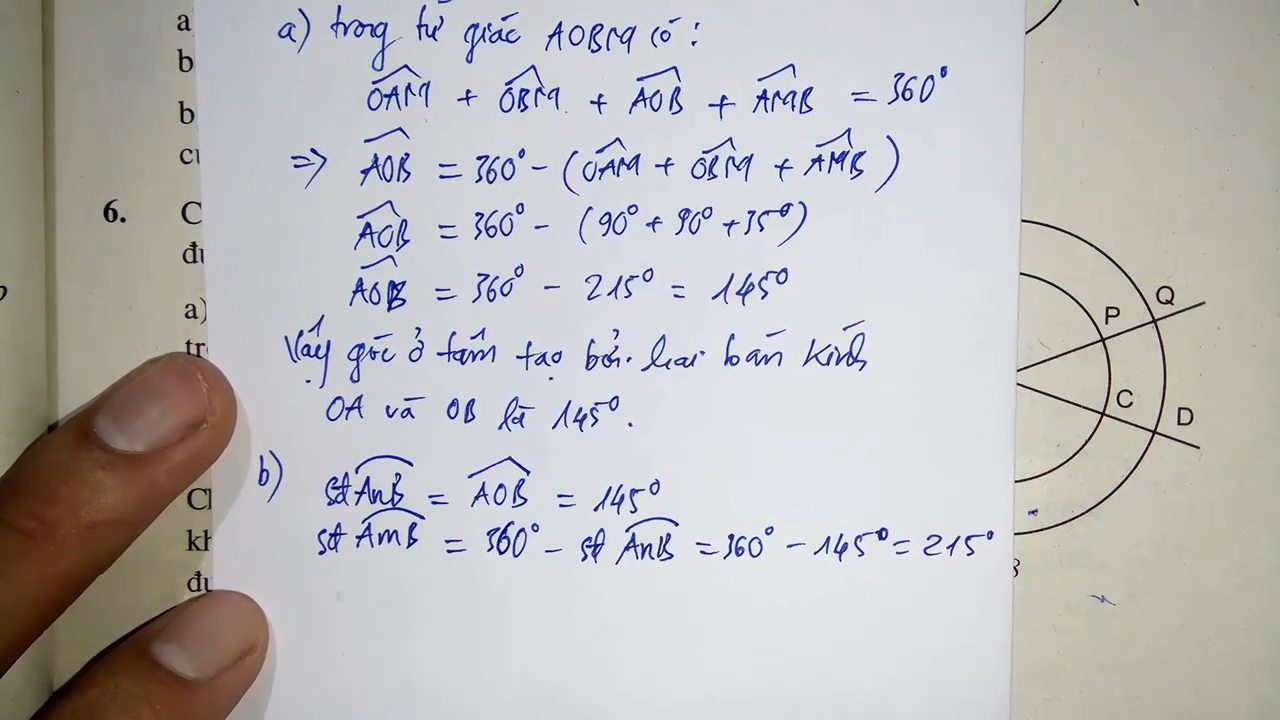 a
b
b
6. C
a)
a) trong tứ giác AOBM có:
OAM + OBM + AOB + AMB = 360°
=> AOB = 360° - (OAM + OBM + AMB)
AOB = 360° - (90° + 90° + 35°)
AOB = 360° - 215° = 145°
Vậy góc ở tâm tạo bởi hai bán kính
OA và OB là 145°.
b) sđ AnB = AOB = 145°
sđ AmB = 360° - sđ AnB = 360° - 145° = 215°
P
Q
C
D